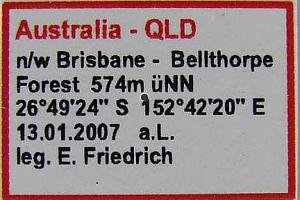 Australia - QLD
n/w Brisbane - Bellthorpe
Forest 574m üNN
26°49'24" S 152°42'20" E
13.01.2007 a.L.
leg. E. Friedrich